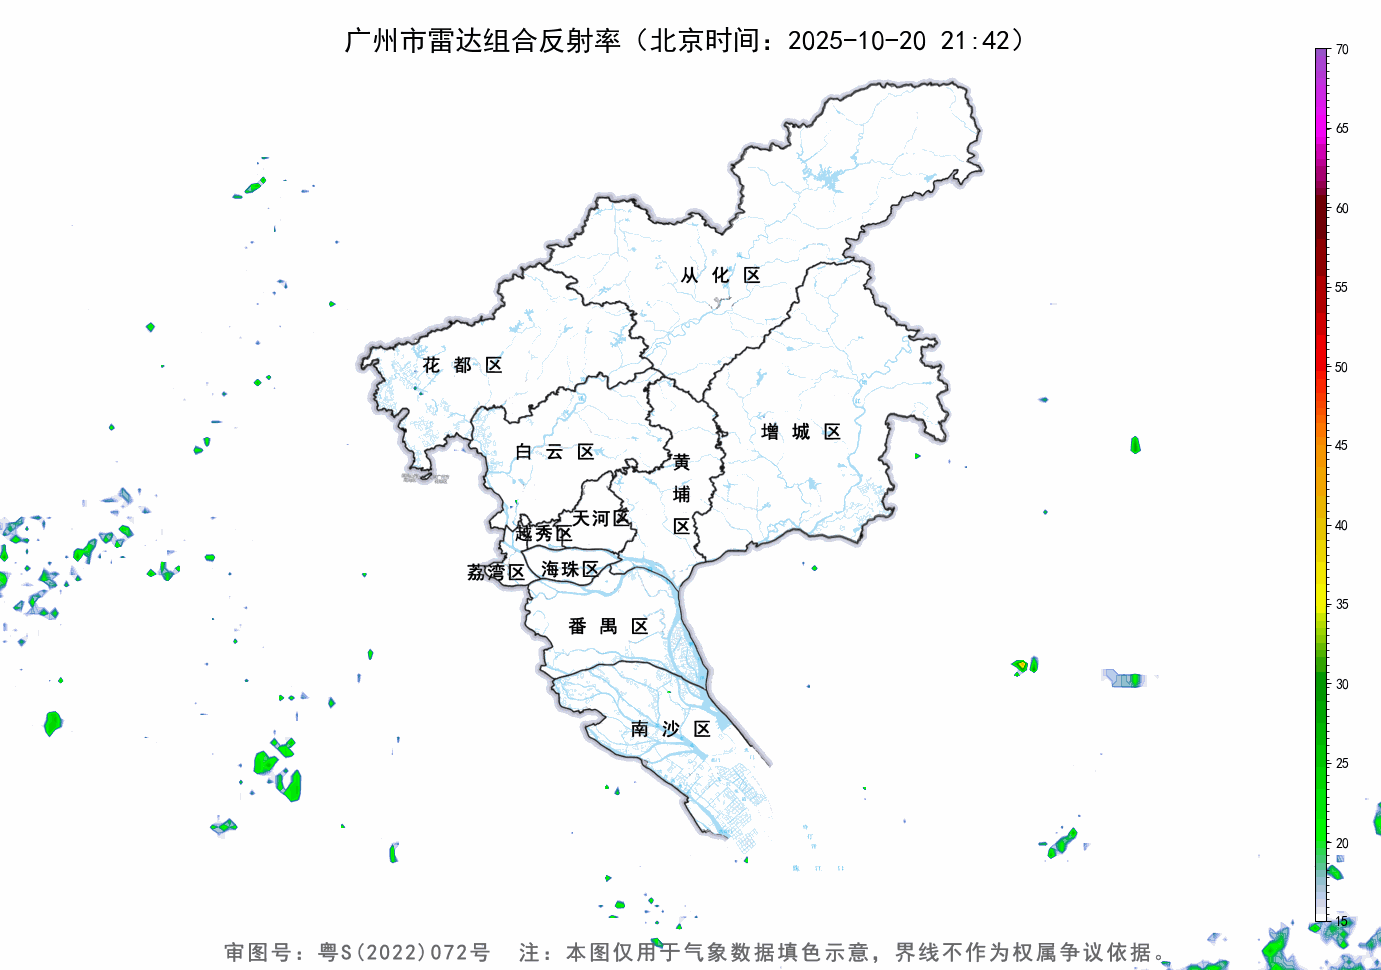 广州市雷达组合反射率（北京时间：2025-10-20 21:42）
70
65
60
55
50
45
40
35
30
25
20
15
从化区
花都区
增城区
白云区
黄埔区
天河区
越秀区
海珠区
荔湾区
番禺区
南沙区
审图号：粤S(2022)072号 注：本图仅用于气象数据填色示意，界线不作为权属争议依据。